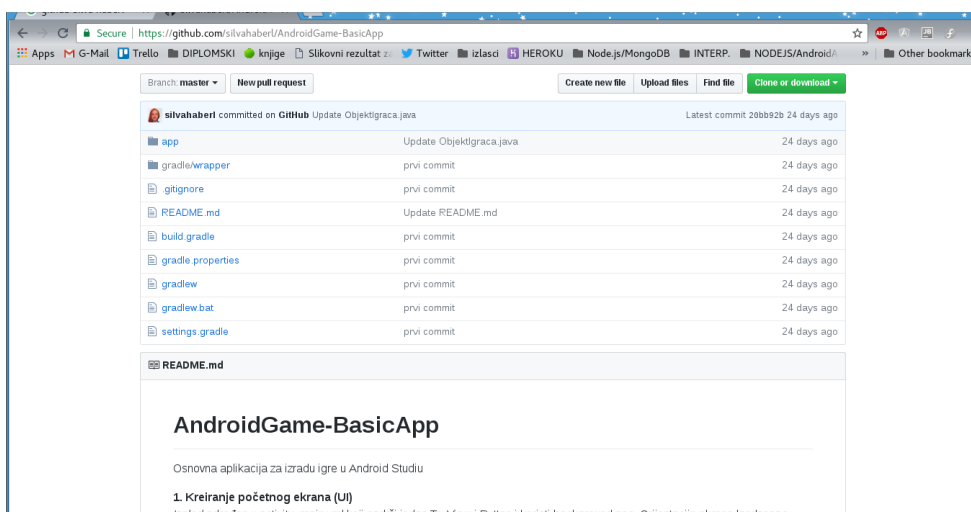 Secure https://github.com/silvahaberl/AndroidGame-BasicApp
Apps G-Mail Trello DIPLOMSKI knjige Slikovni rezultat Twitter izlasci HEROKU Node.js/MongoDB INTERP. NODEJS/Android » Other bookmark
Branch: master New pull request Create new file Upload files Find file Clone or download
silvahaberl committed on GitHub Update ObjektIgraca.java Latest commit 20bb92b 24 days ago
app Update ObjektIgraca.java 24 days ago
gradle/wrapper prvi commit 24 days ago
.gitignore prvi commit 24 days ago
README.md Update README.md 24 days ago
build.gradle prvi commit 24 days ago
gradle.properties prvi commit 24 days ago
gradlew prvi commit 24 days ago
gradlew.bat prvi commit 24 days ago
settings.gradle prvi commit 24 days ago
README.md
AndroidGame-BasicApp
Osnovna aplikacija za izradu igre u Android Studiu
1. Kreiranje početnog ekrana (UI)